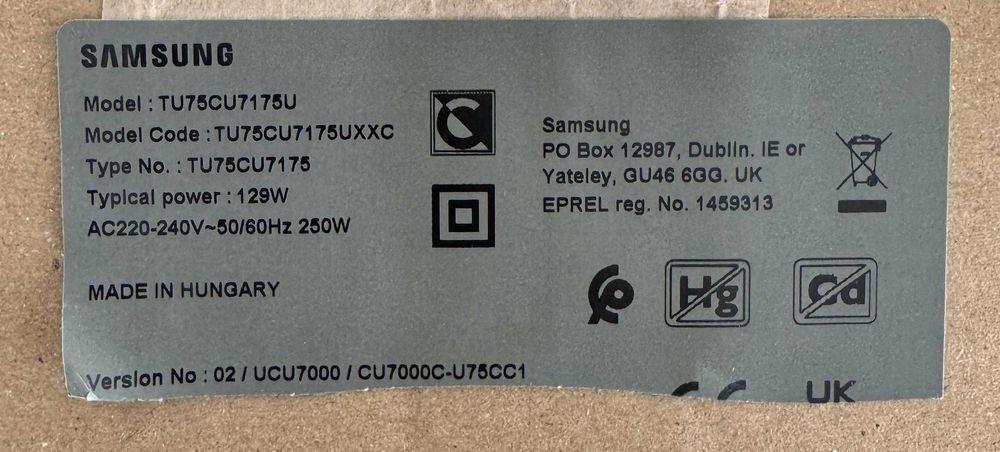 SAMSUNG
Model : TU75CU7175U
Model Code : TU75CU7175UXXC
Type No. : TU75CU7175
Typical power : 129W
AC220-240V~50/60Hz 250W
MADE IN HUNGARY
Version No : 02 / UCU7000 / CU7000C-U75CC1
Samsung
PO Box 12987, Dublin. IE or
Yateley, GU46 6GG. UK
EPREL reg. No. 1459313
Hg
Cd
UK